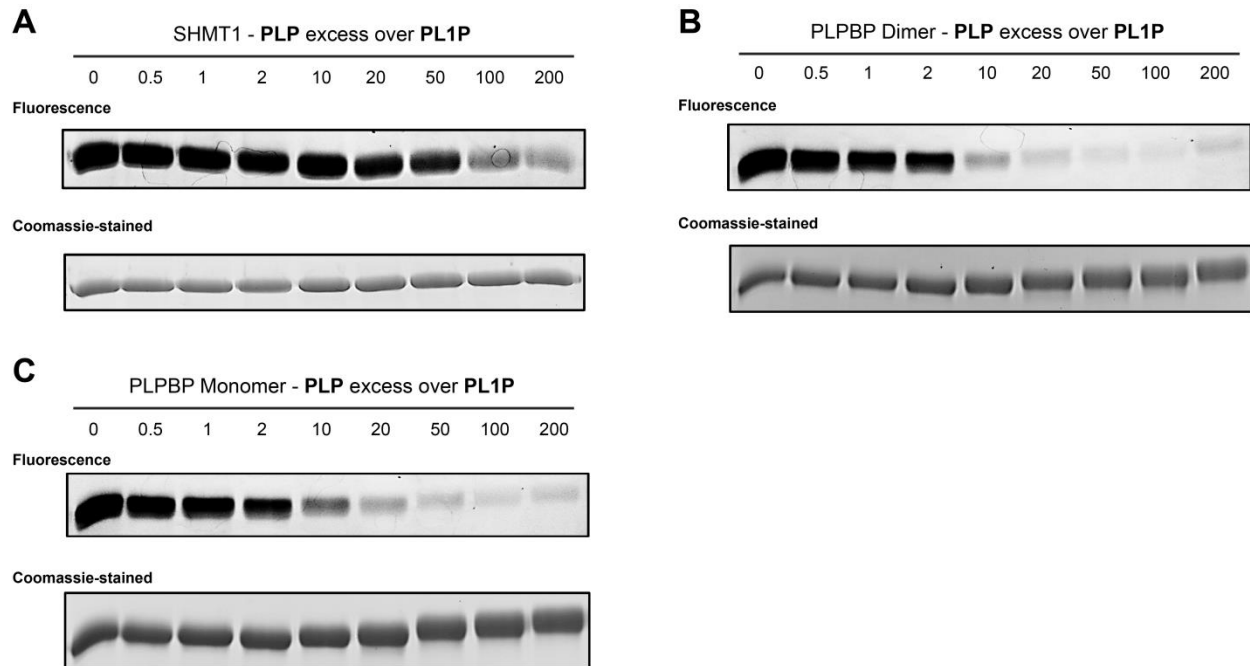 A
SHMT1 - PLP excess over PL1P
0 0.5 1 2 10 20 50 100 200
Fluorescence
Coomassie-stained
B
PLPBP Dimer - PLP excess over PL1P
0 0.5 1 2 10 20 50 100 200
Fluorescence
Coomassie-stained
C
PLPBP Monomer - PLP excess over PL1P
0 0.5 1 2 10 20 50 100 200
Fluorescence
Coomassie-stained